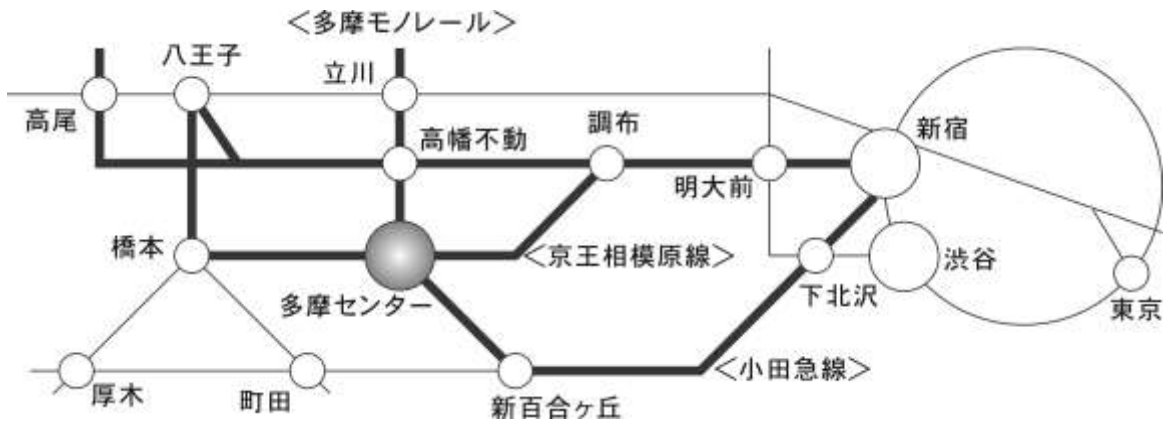 ＜多摩モノレール＞
八王子
立川
高尾
高幡不動
調布
新宿
明大前
橋本
＜京王相模原線＞
渋谷
多摩センター
下北沢
東京
＜小田急線＞
厚木
町田
新百合ヶ丘